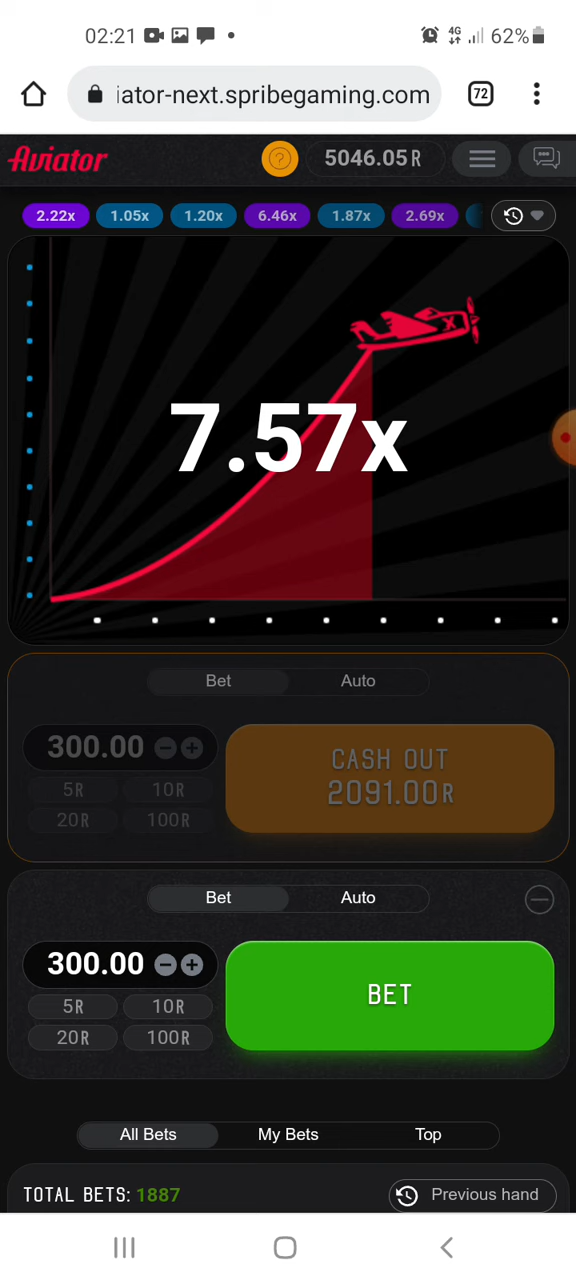 02:21 4G 62%
iator-next.spribegaming.com 72
Aviator ? 5046.05R
2.22x 1.05x 1.20x 6.46x 1.87x 2.69x
X
7.57x
Bet Auto
300.00 CASH OUT
2091.00R
5R 10R
20R 100R
Bet Auto
300.00 BET
5R 10R
20R 100R
All Bets My Bets Top
TOTAL BETS: 1887 Previous hand